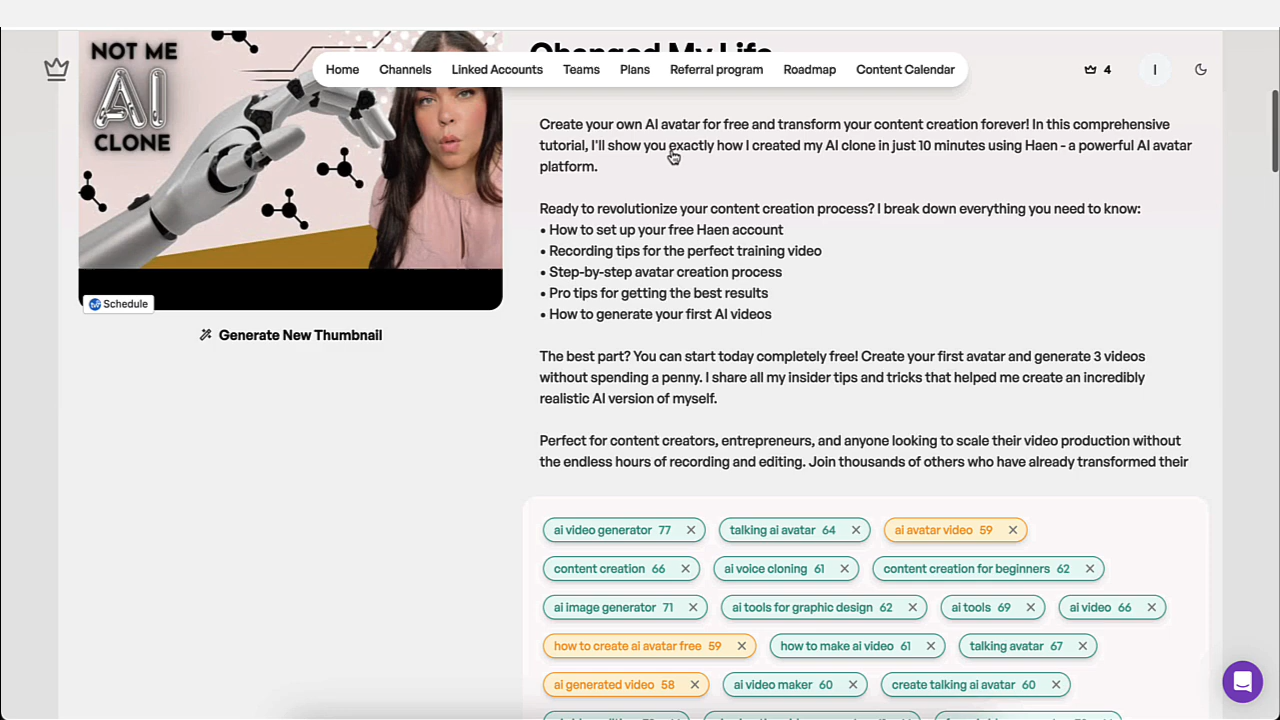 NOT ME
AI
CLONE
Changed My Life
Home
Channels
Linked Accounts
Teams
Plans
Referral program
Roadmap
Content Calendar
4
I
Create your own AI avatar for free and transform your content creation forever! In this comprehensive
tutorial, I'll show you exactly how I created my AI clone in just 10 minutes using Haen - a powerful AI avatar
platform.
Ready to revolutionize your content creation process? I break down everything you need to know:
• How to set up your free Haen account
• Recording tips for the perfect training video
• Step-by-step avatar creation process
• Pro tips for getting the best results
• How to generate your first AI videos
Schedule
Generate New Thumbnail
The best part? You can start today completely free! Create your first avatar and generate 3 videos
without spending a penny. I share all my insider tips and tricks that helped me create an incredibly
realistic AI version of myself.
Perfect for content creators, entrepreneurs, and anyone looking to scale their video production without
the endless hours of recording and editing. Join thousands of others who have already transformed their
ai video generator 77
talking ai avatar 64
ai avatar video 59
content creation 66
ai voice cloning 61
content creation for beginners 62
ai image generator 71
ai tools for graphic design 62
ai tools 69
ai video 66
how to create ai avatar free 59
how to make ai video 61
talking avatar 67
ai generated video 58
ai video maker 60
create talking ai avatar 60